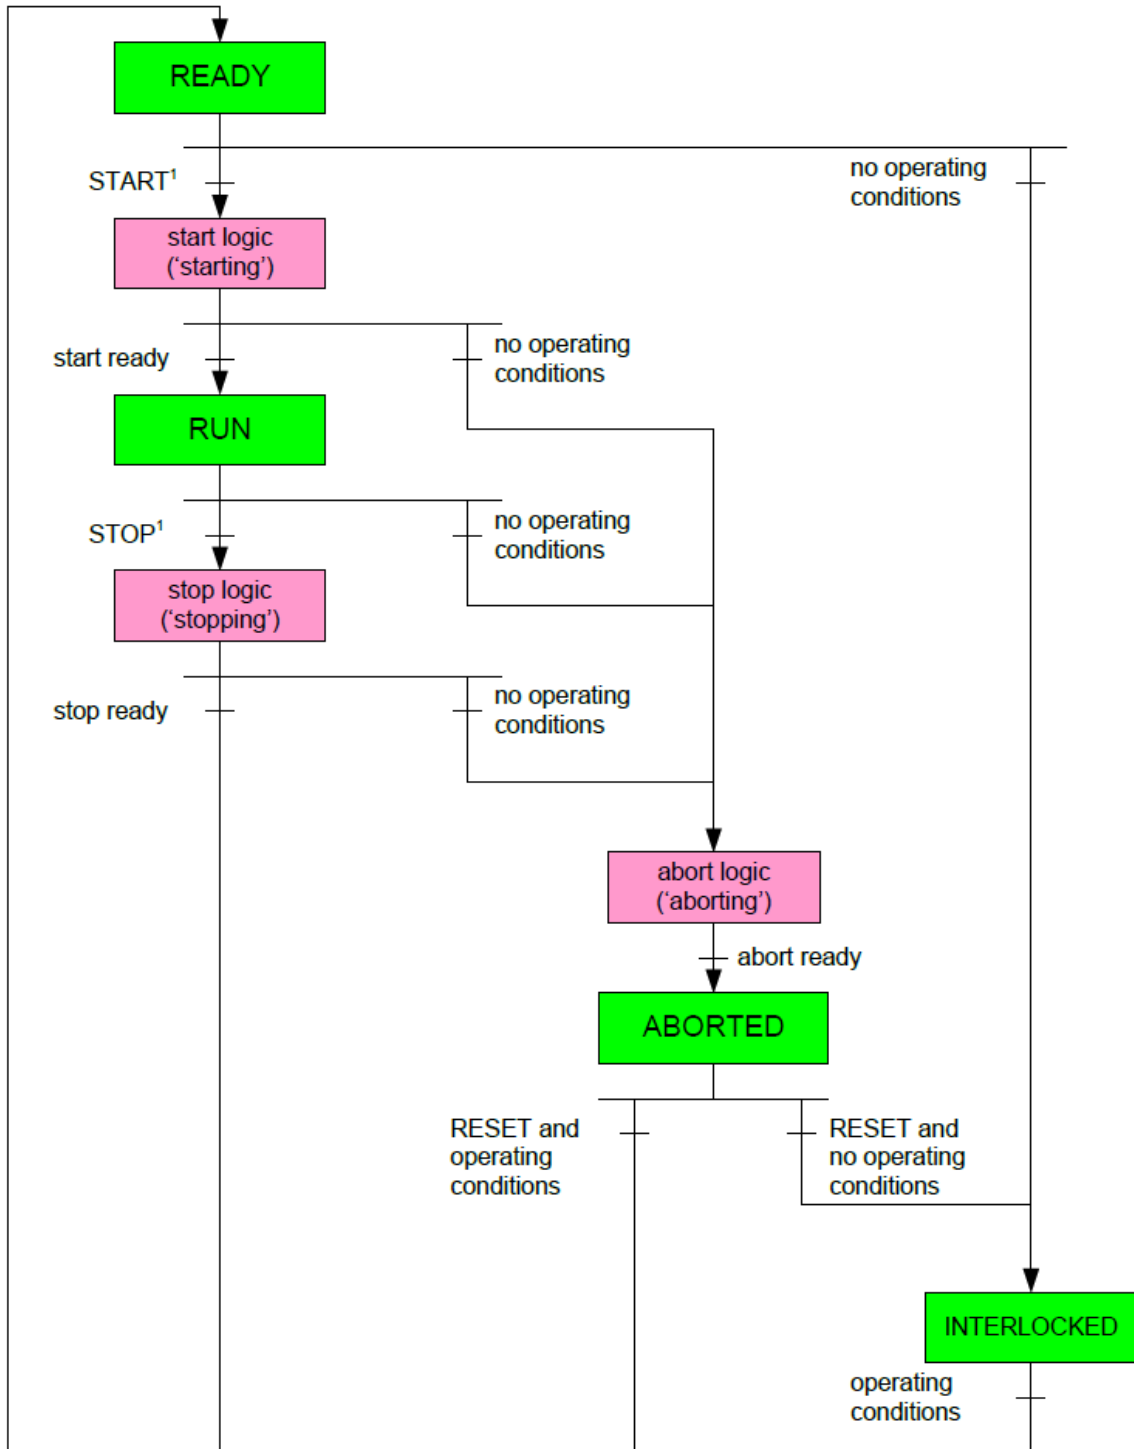 READY
START¹
no operating
conditions
start logic
(‘starting’)
start ready
no operating
conditions
RUN
STOP¹
no operating
conditions
stop logic
(‘stopping’)
stop ready
no operating
conditions
abort logic
(‘aborting’)
abort ready
ABORTED
RESET and
operating
conditions
RESET and
no operating
conditions
INTERLOCKED
operating
conditions